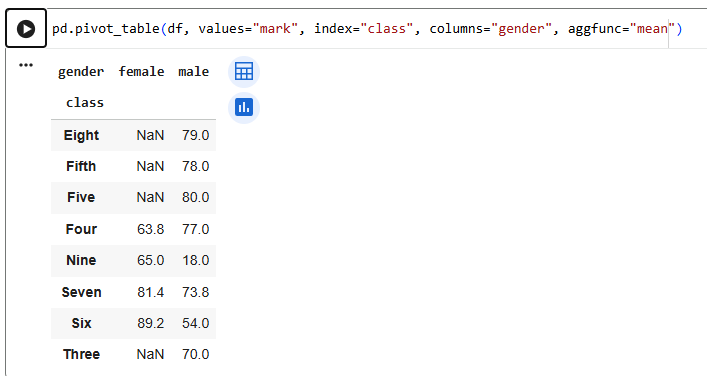 pd.pivot_table(df, values="mark", index="class", columns="gender", aggfunc="mean")
gender female male
class
Eight NaN 79.0
Fifth NaN 78.0
Five NaN 80.0
Four 63.8 77.0
Nine 65.0 18.0
Seven 81.4 73.8
Six 89.2 54.0
Three NaN 70.0